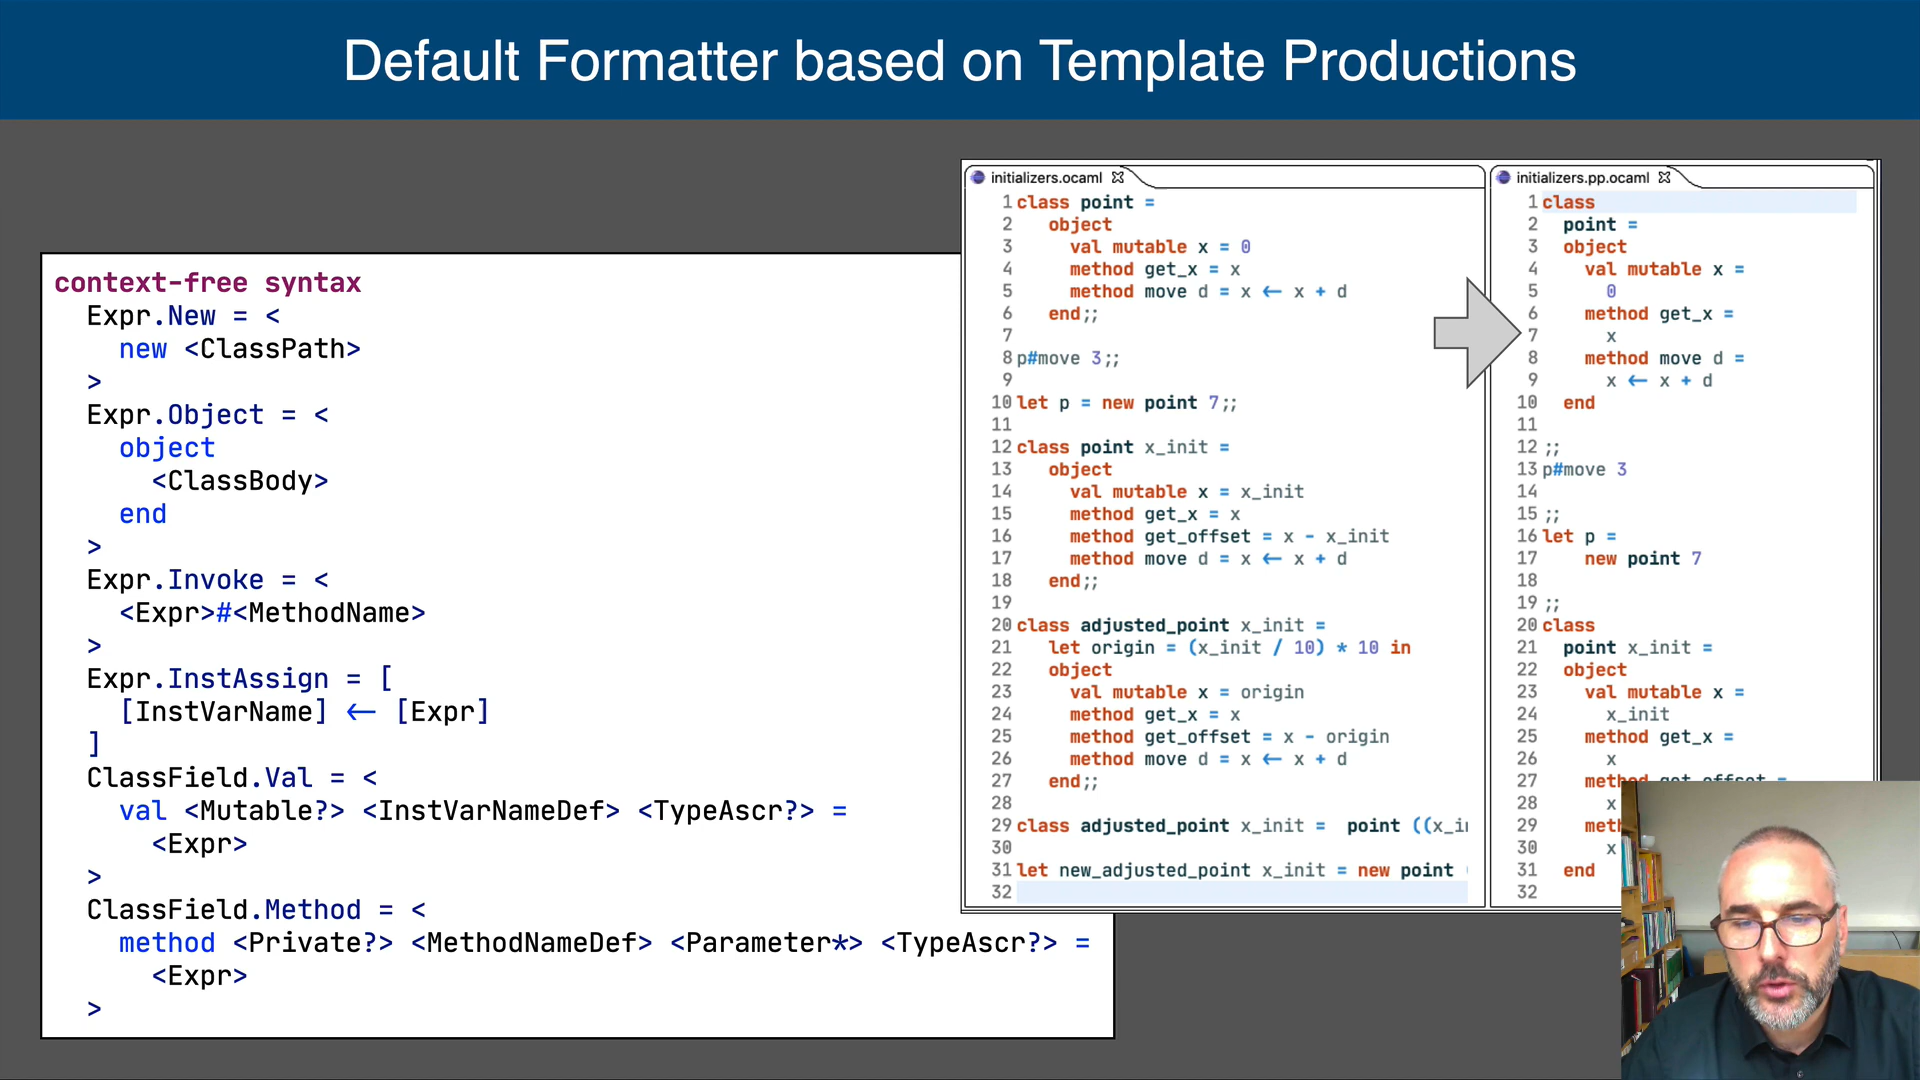 Default Formatter based on Template Productions
context-free syntax
Expr.New = <
new <ClassPath>
>
Expr.Object = <
object
<ClassBody>
end
>
Expr.Invoke = <
<Expr>#<MethodName>
>
Expr.InstAssign = [
[InstVarName] <- [Expr]
]
ClassField.Val = <
val <Mutable?> <InstVarNameDef> <TypeAscr?> =
<Expr>
>
ClassField.Method = <
method <Private?> <MethodNameDef> <Parameter*> <TypeAscr?> =
<Expr>
>
initializers.ocaml
1 class point =
2 object
3 val mutable x = 0
4 method get_x = x
5 method move d = x <- x + d
6 end;;
7
8 p#move 3;;
9
10 let p = new point 7;;
11
12 class point x_init =
13 object
14 val mutable x = x_init
15 method get_x = x
16 method get_offset = x - x_init
17 method move d = x <- x + d
18 end;;
19
20 class adjusted_point x_init =
21 let origin = (x_init / 10) * 10 in
22 object
23 val mutable x = origin
24 method get_x = x
25 method get_offset = x - origin
26 method move d = x <- x + d
27 end;;
28
29 class adjusted_point x_init = point ((x_i
30
31 let new_adjusted_point x_init = new point
32
initializers.pp.ocaml
1 class
2 point =
3 object
4 val mutable x =
5 0
6 method get_x =
7 x
8 method move d =
9 x <- x + d
10 end
11
12 ;;
13 p#move 3
14
15 ;;
16 let p =
17 new point 7
18
19 ;;
20 class
21 point x_init =
22 object
23 val mutable x =
24 x_init
25 method get_x =
26 x
27 method get_offset =
28 x
29 met
30 x
31 end
32